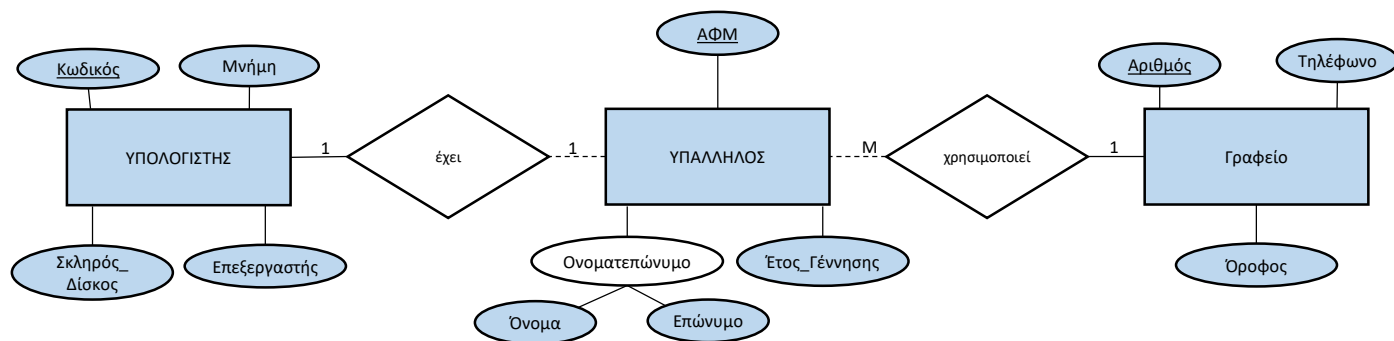 ΑΦΜ
Κωδικός
Μνήμη
Αριθμός
Τηλέφωνο
ΥΠΟΛΟΓΙΣΤΗΣ
1
έχει
1
ΥΠΑΛΛΗΛΟΣ
Μ
χρησιμοποιεί
1
Γραφείο
Σκληρός_
Δίσκος
Επεξεργαστής
Ονοματεπώνυμο
Έτος_Γέννησης
Όροφος
Όνομα
Επώνυμο